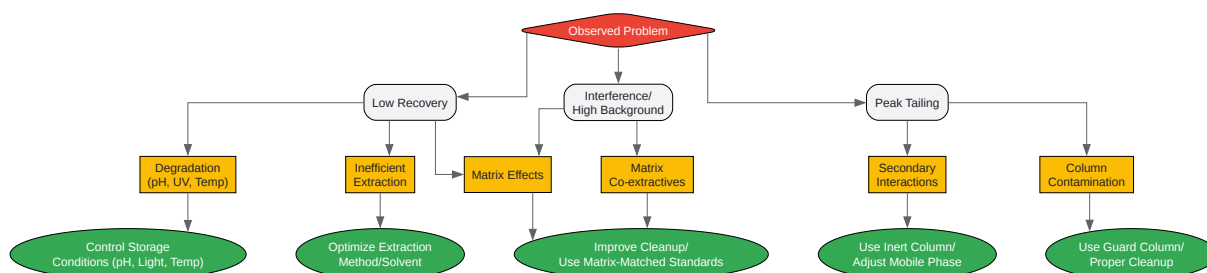 Observed Problem
Low Recovery
Interference/
High Background
Peak Tailing
Degradation
(pH, UV, Temp)
Inefficient
Extraction
Matrix Effects
Matrix
Co-extractives
Secondary
Interactions
Column
Contamination
Control Storage
Conditions (pH, Light, Temp)
Optimize Extraction
Method/Solvent
Improve Cleanup/
Use Matrix-Matched Standards
Use Inert Column/
Adjust Mobile Phase
Use Guard Column/
Proper Cleanup